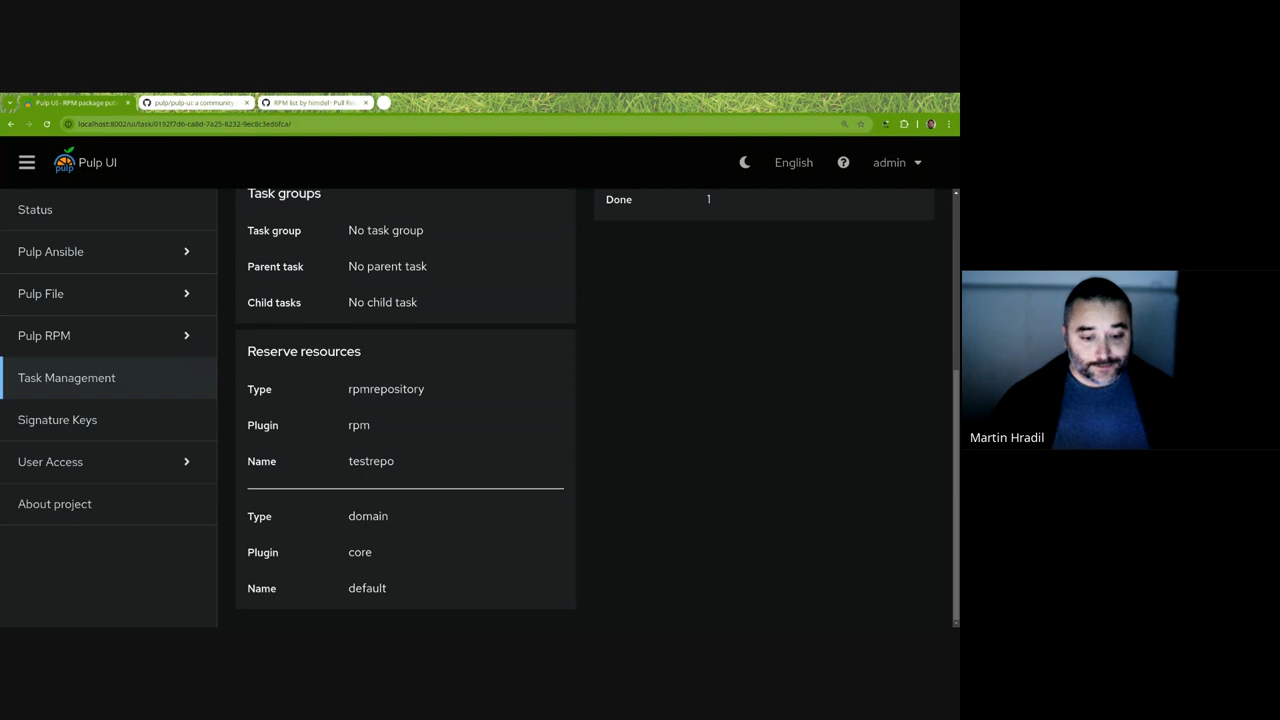 Pulp UI - RPM package pu
pulp/pulp-ui: a community
RPM list by himdel · Pull Re
localhost:8002/ui/task/0192f7d6-ca8d-7a25-8232-9ec8c3ed6fca/
pulp
Pulp UI
English
admin
Status
Pulp Ansible
Pulp File
Pulp RPM
Task Management
Signature Keys
User Access
About project
Task groups
Task group No task group
Parent task No parent task
Child tasks No child task
Reserve resources
Type rpmrepository
Plugin rpm
Name testrepo
Type domain
Plugin core
Name default
Done 1
Martin Hradil